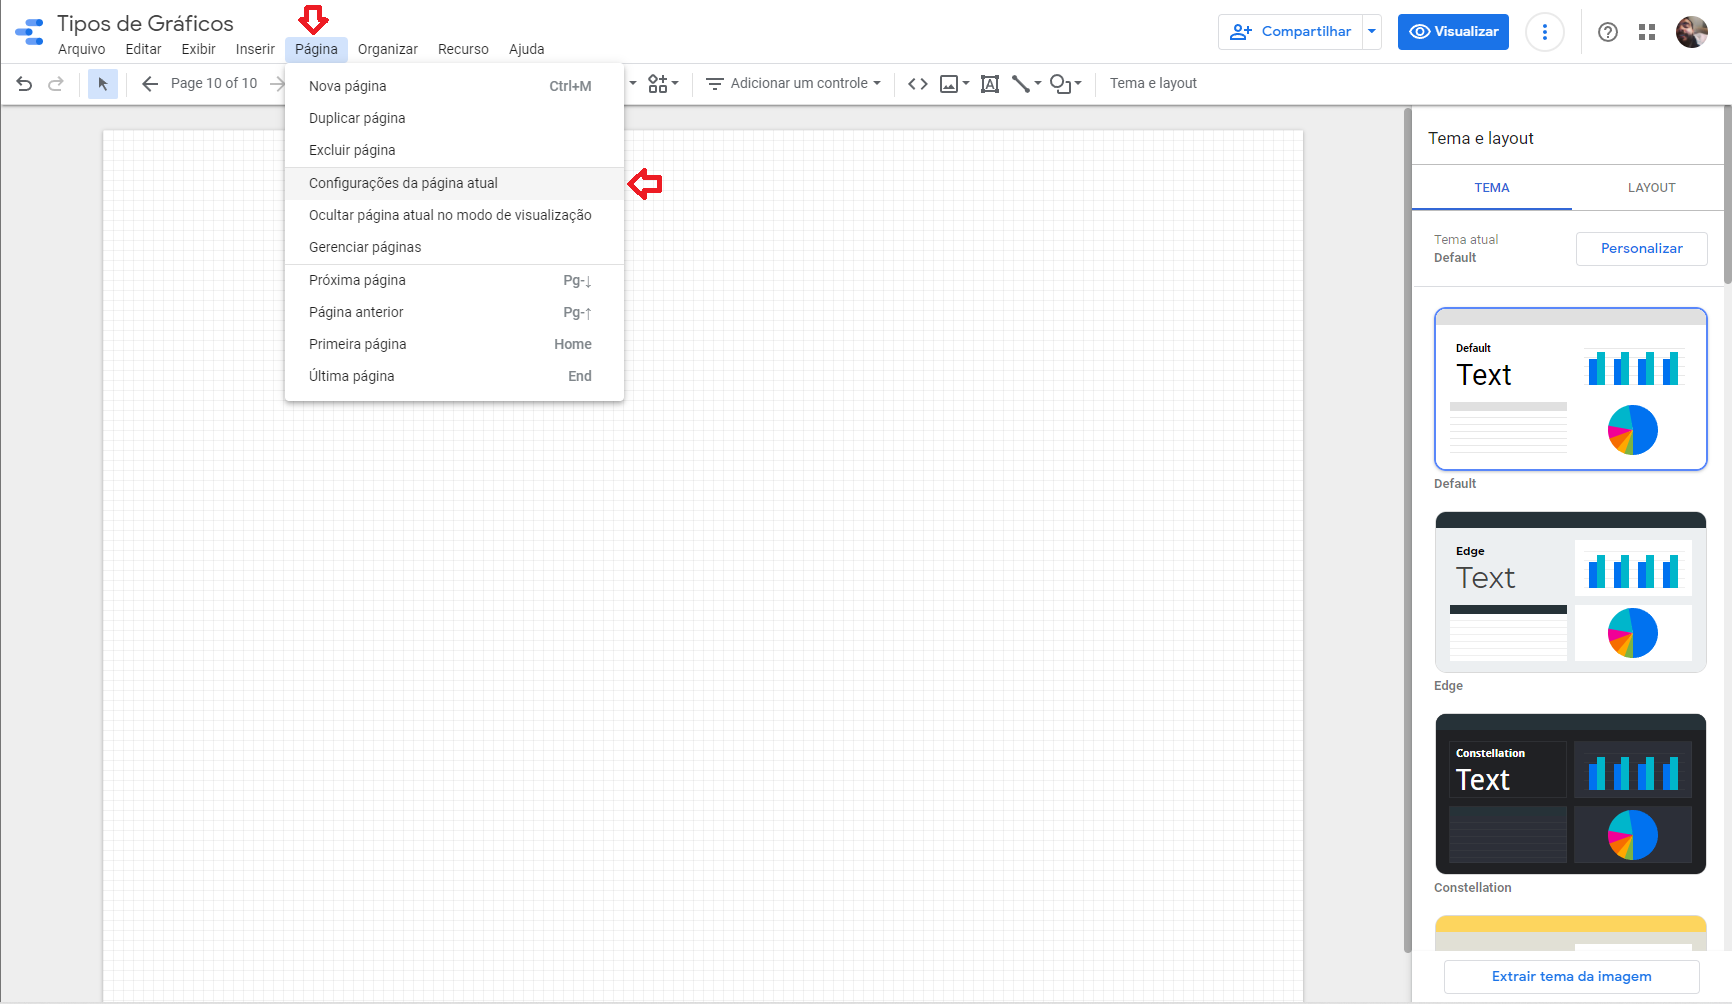 Tipos de Gráficos
Arquivo Editar Exibir Inserir Página Organizar Recurso Ajuda
Compartilhar
Visualizar
Page 10 of 10
Adicionar um controle
Tema e layout
Nova página Ctrl+M
Duplicar página
Excluir página
Configurações da página atual
Ocultar página atual no modo de visualização
Gerenciar páginas
Próxima página Pg-↓
Página anterior Pg-↑
Primeira página Home
Última página End
Tema e layout
TEMA LAYOUT
Tema atual
Default
Personalizar
Default
Text
Default
Edge
Text
Edge
Constellation
Text
Constellation
Extrair tema da imagem